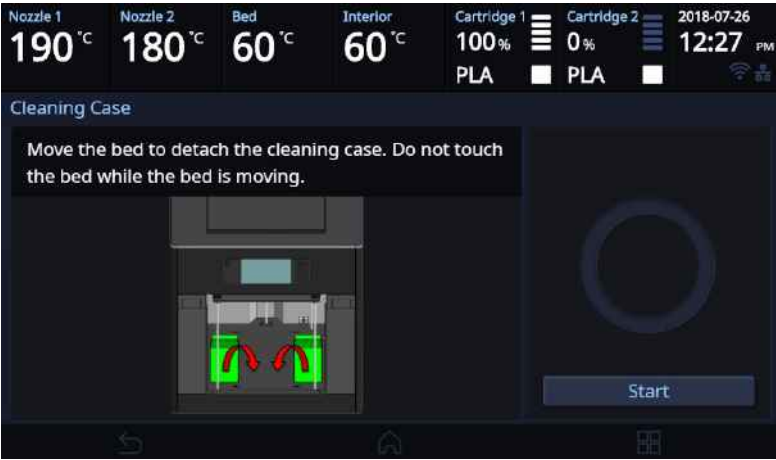 Nozzle 1
190°C
Nozzle 2
180°C
Bed
60°C
Interior
60°C
Cartridge 1
100%
PLA
Cartridge 2
0%
PLA
2018-07-26
12:27 PM
Cleaning Case
Move the bed to detach the cleaning case. Do not touch
the bed while the bed is moving.
Start